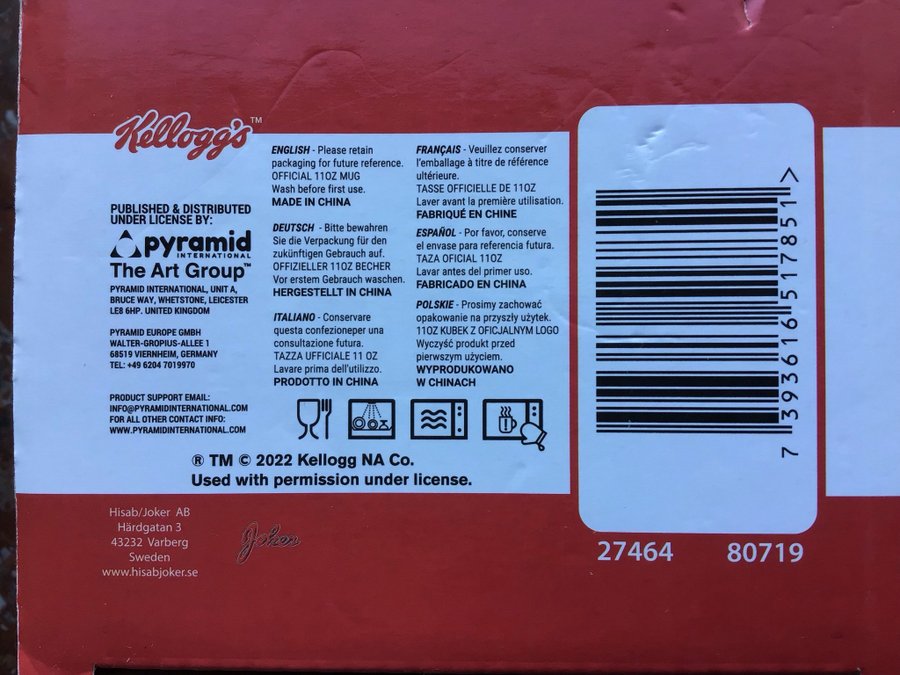 Kellogg's™
PUBLISHED & DISTRIBUTED
UNDER LICENSE BY:
pyramid
INTERNATIONAL
The Art Group™
PYRAMID INTERNATIONAL, UNIT A,
BRUCE WAY, WHETSTONE, LEICESTER
LE8 6HP. UNITED KINGDOM
PYRAMID EUROPE GMBH
WALTER-GROPIUS-ALLEE 1
68519 VIERNHEIM, GERMANY
TEL: +49 6204 7019970
PRODUCT SUPPORT EMAIL:
INFO@PYRAMIDINTERNATIONAL.COM
FOR ALL OTHER CONTACT INFO:
WWW.PYRAMIDINTERNATIONAL.COM
ENGLISH - Please retain
packaging for future reference.
OFFICIAL 11OZ MUG
Wash before first use.
MADE IN CHINA
DEUTSCH - Bitte bewahren
Sie die Verpackung für den
zukünftigen Gebrauch auf.
OFFIZIELLER 11OZ BECHER
Vor erstem Gebrauch waschen.
HERGESTELLT IN CHINA
ITALIANO - Conservare
questa confezioneper una
consultazione futura.
TAZZA UFFICIALE 11 OZ
Lavare prima dell'utilizzo.
PRODOTTO IN CHINA
FRANÇAIS - Veuillez conserver
l'emballage à titre de référence
ultérieure.
TASSE OFFICIELLE DE 11OZ
Laver avant la première utilisation.
FABRIQUÉ EN CHINE
ESPAÑOL - Por favor, conserve
el envase para referencia futura.
TAZA OFICIAL 11OZ
Lavar antes del primer uso.
FABRICADO EN CHINA
POLSKIE - Prosimy zachować
opakowanie na przyszły użytek.
11OZ KUBEK Z OFICJALNYM LOGO
Wyczyść produkt przed
pierwszym użyciem.
WYPRODUKOWANO
W CHINACH
® TM © 2022 Kellogg NA Co.
Used with permission under license.
Hisab/Joker AB
Härdgatan 3
43232 Varberg
Sweden
www.hisabjoker.se
Joker
7 393616 517851 >
27464 80719